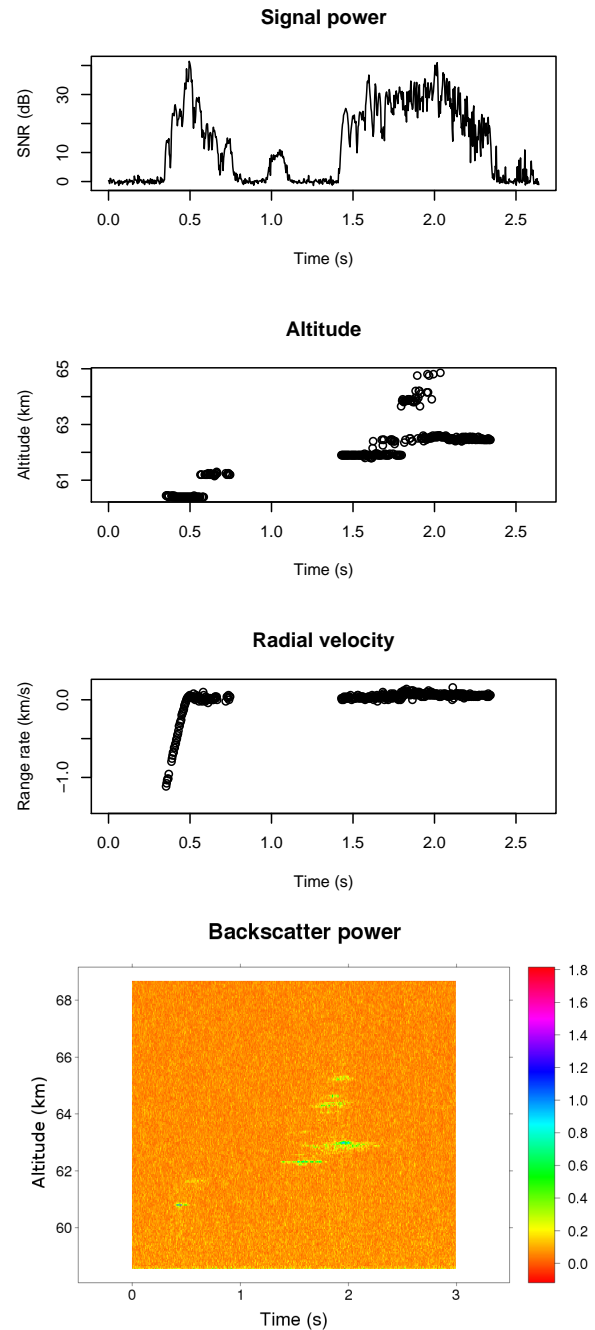 Signal power
SNR (dB)
30
10
0
0.0 0.5 1.0 1.5 2.0 2.5
Time (s)
Altitude
Altitude (km)
65
63
61
0.0 0.5 1.0 1.5 2.0 2.5
Time (s)
Radial velocity
Range rate (km/s)
0.0
−1.0
0.0 0.5 1.0 1.5 2.0 2.5
Time (s)
Backscatter power
Altitude (km)
68
66
64
62
60
0 1 2 3
Time (s)
1.8
1.6
1.4
1.2
1.0
0.8
0.6
0.4
0.2
0.0